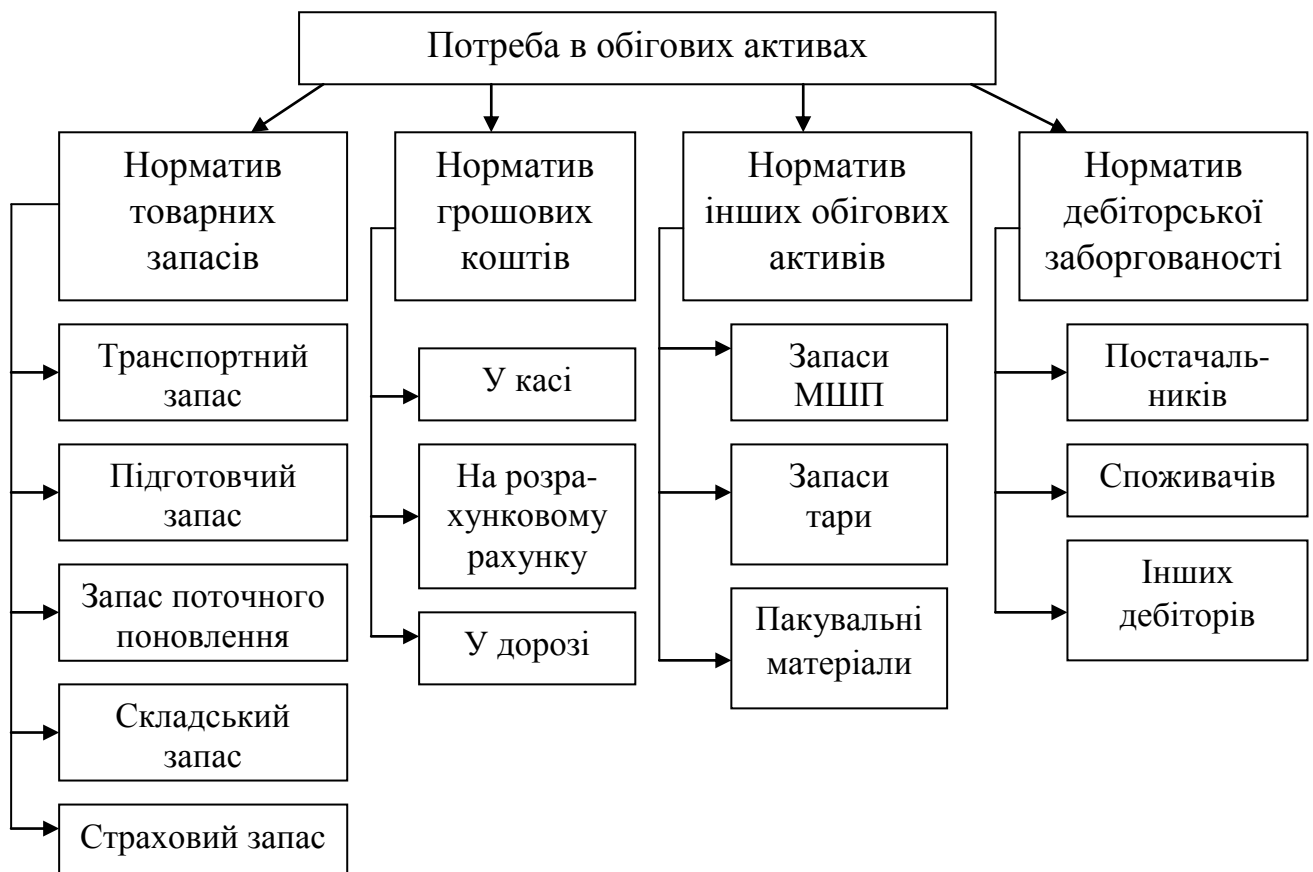 Потреба в обігових активах
Норматив
товарних
запасів
Транспортний
запас
Підготовчий
запас
Запас поточного
поновлення
Складський
запас
Страховий запас
Норматив
грошових
коштів
У касі
На розра-
хунковому
рахунку
У дорозі
Норматив
інших обігових
активів
Запаси
МШП
Запаси
тари
Пакувальні
матеріали
Норматив
дебіторської
заборгованості
Постачаль-
ників
Споживачів
Інших
дебіторів